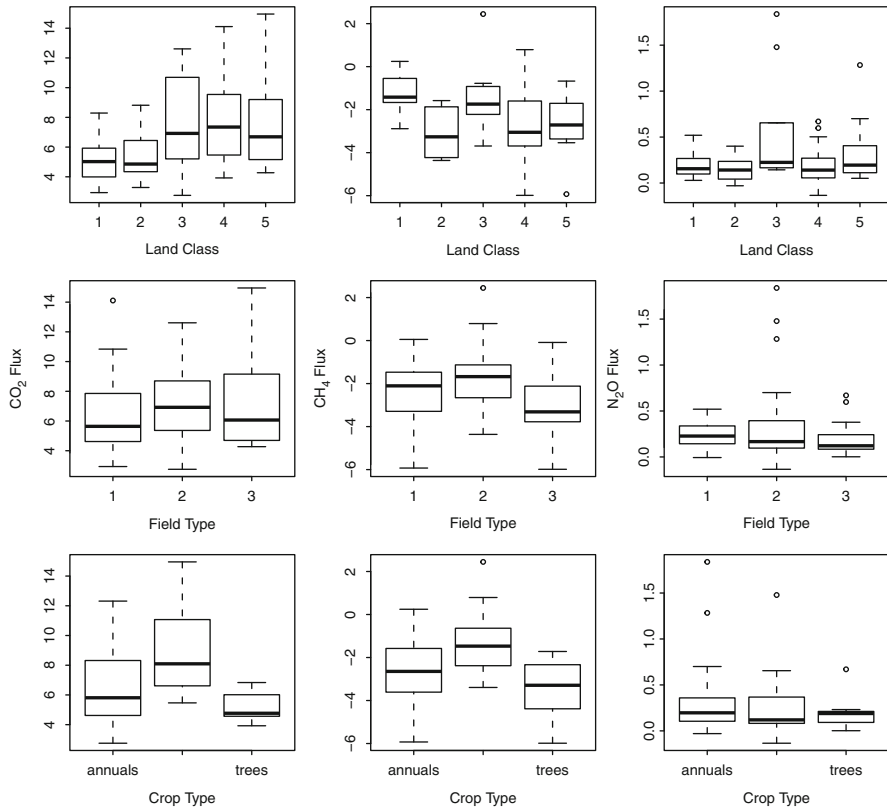 4 6 8 10 12 14
1 2 3 4 5
Land Class
−6 −4 −2 0 2
1 2 3 4 5
Land Class
0.0 0.5 1.0 1.5
1 2 3 4 5
Land Class
CO₂ Flux
4 6 8 10 12 14
1 2 3
Field Type
CH₄ Flux
−6 −4 −2 0 2
1 2 3
Field Type
N₂O Flux
0.0 0.5 1.0 1.5
1 2 3
Field Type
4 6 8 10 12 14
annuals trees
Crop Type
−6 −4 −2 0 2
annuals trees
Crop Type
0.0 0.5 1.0 1.5
annuals trees
Crop Type